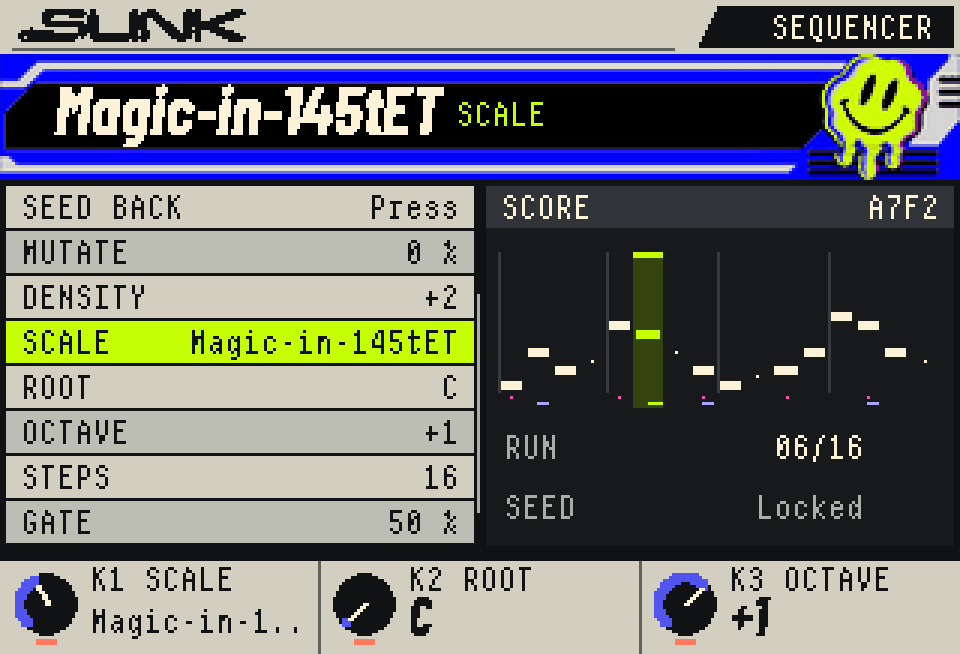 SLINK
SEQUENCER
Magic-in-145tET SCALE
SEED BACK Press
MUTATE 0 %
DENSITY +2
SCALE Magic-in-145tET
ROOT C
OCTAVE +1
STEPS 16
GATE 50 %
SCORE A7F2
RUN 06/16
SEED Locked
K1 SCALE
Magic-in-1..
K2 ROOT
C
K3 OCTAVE
+1